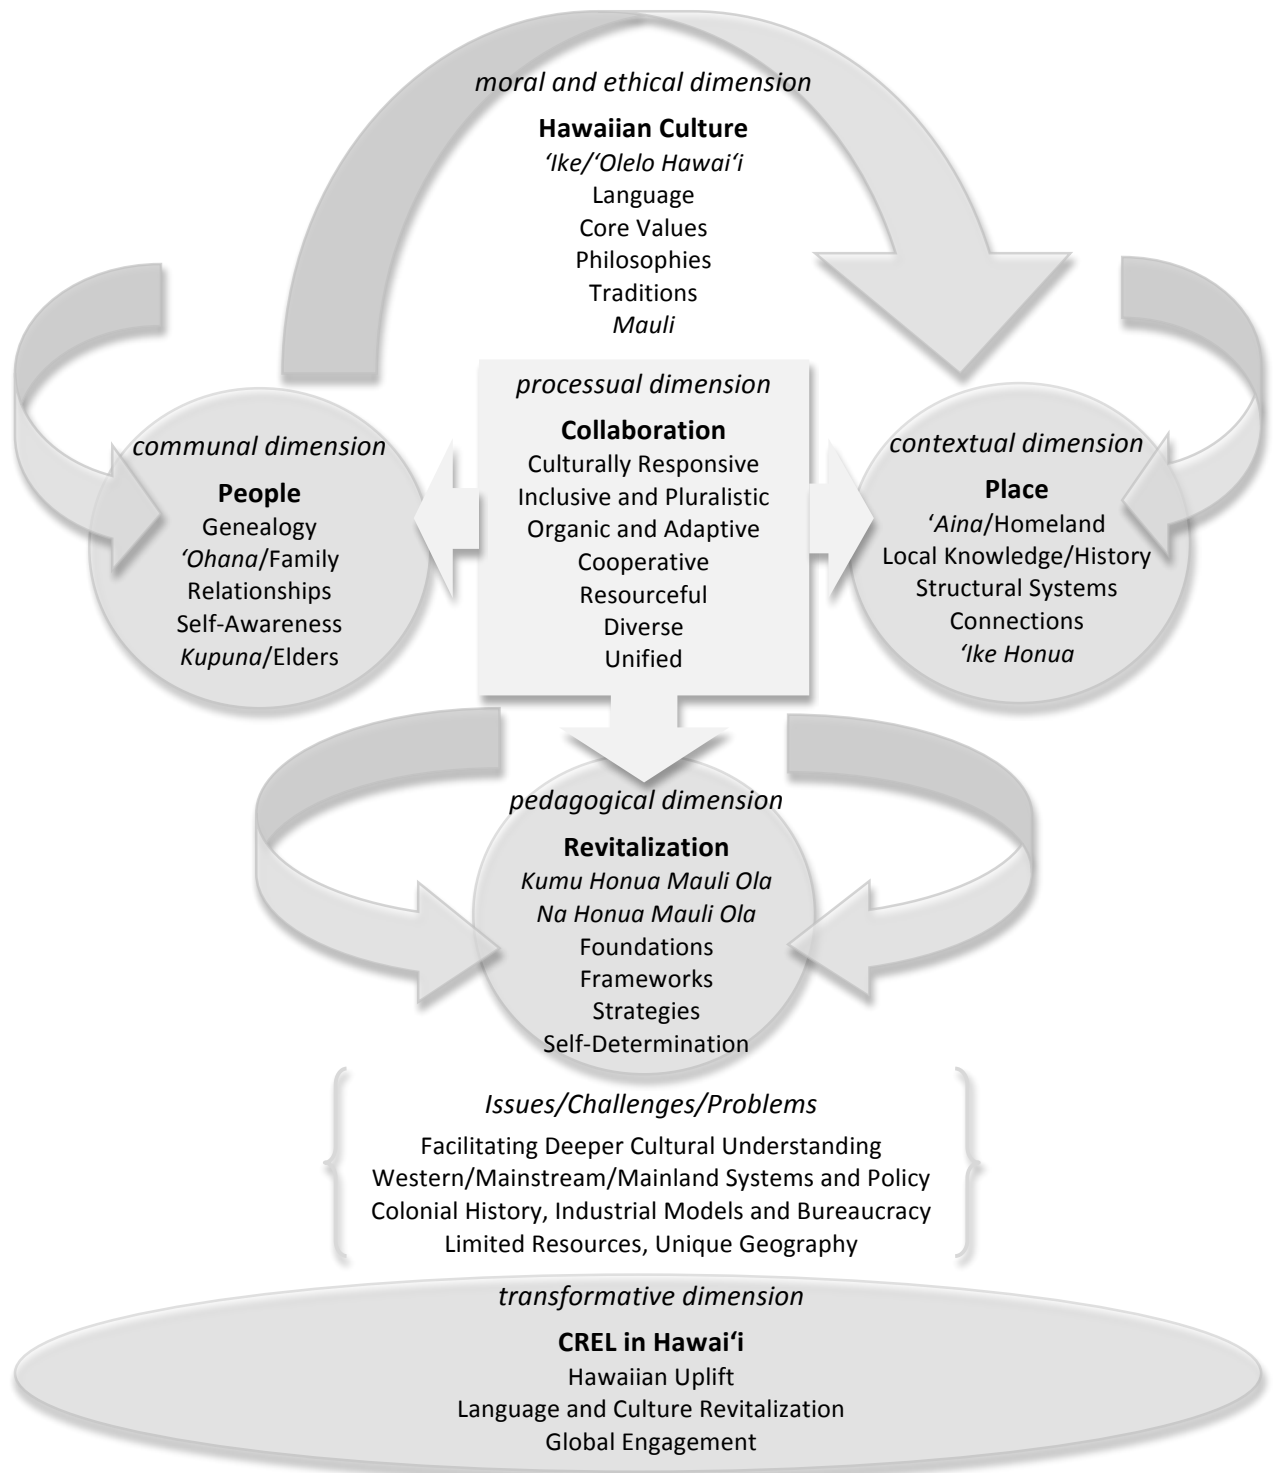 moral and ethical dimension
Hawaiian Culture
‘Ike/‘Olelo Hawai‘i
Language
Core Values
Philosophies
Traditions
Mauli
communal dimension
People
Genealogy
‘Ohana/Family
Relationships
Self-Awareness
Kupuna/Elders
processual dimension
Collaboration
Culturally Responsive
Inclusive and Pluralistic
Organic and Adaptive
Cooperative
Resourceful
Diverse
Unified
contextual dimension
Place
‘Aina/Homeland
Local Knowledge/History
Structural Systems
Connections
‘Ike Honua
pedagogical dimension
Revitalization
Kumu Honua Mauli Ola
Na Honua Mauli Ola
Foundations
Frameworks
Strategies
Self-Determination
Issues/Challenges/Problems
Facilitating Deeper Cultural Understanding
Western/Mainstream/Mainland Systems and Policy
Colonial History, Industrial Models and Bureaucracy
Limited Resources, Unique Geography
transformative dimension
CREL in Hawai‘i
Hawaiian Uplift
Language and Culture Revitalization
Global Engagement